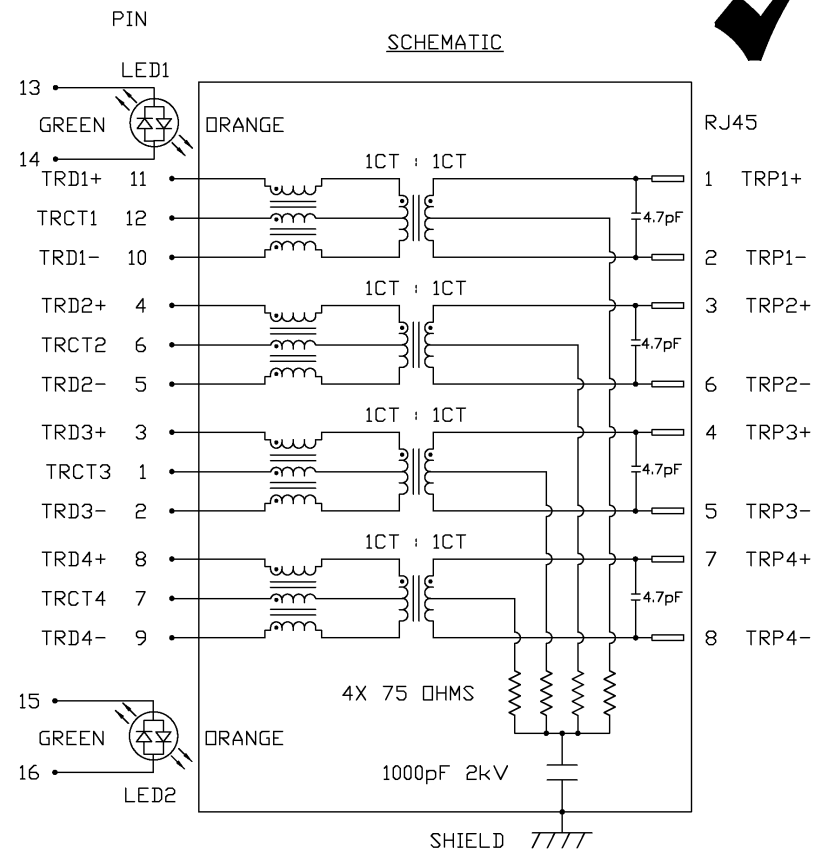 PIN
SCHEMATIC
LED1
13
GREEN
ORANGE
RJ45
14
1CT : 1CT
TRD1+ 11
1 TRP1+
TRCT1 12
4.7pF
TRD1- 10
2 TRP1-
1CT : 1CT
TRD2+ 4
3 TRP2+
TRCT2 6
4.7pF
TRD2- 5
6 TRP2-
1CT : 1CT
TRD3+ 3
4 TRP3+
TRCT3 1
4.7pF
TRD3- 2
5 TRP3-
1CT : 1CT
TRD4+ 8
7 TRP4+
TRCT4 7
4.7pF
TRD4- 9
8 TRP4-
15
4X 75 OHMS
GREEN
ORANGE
16
1000pF 2kV
LED2
SHIELD